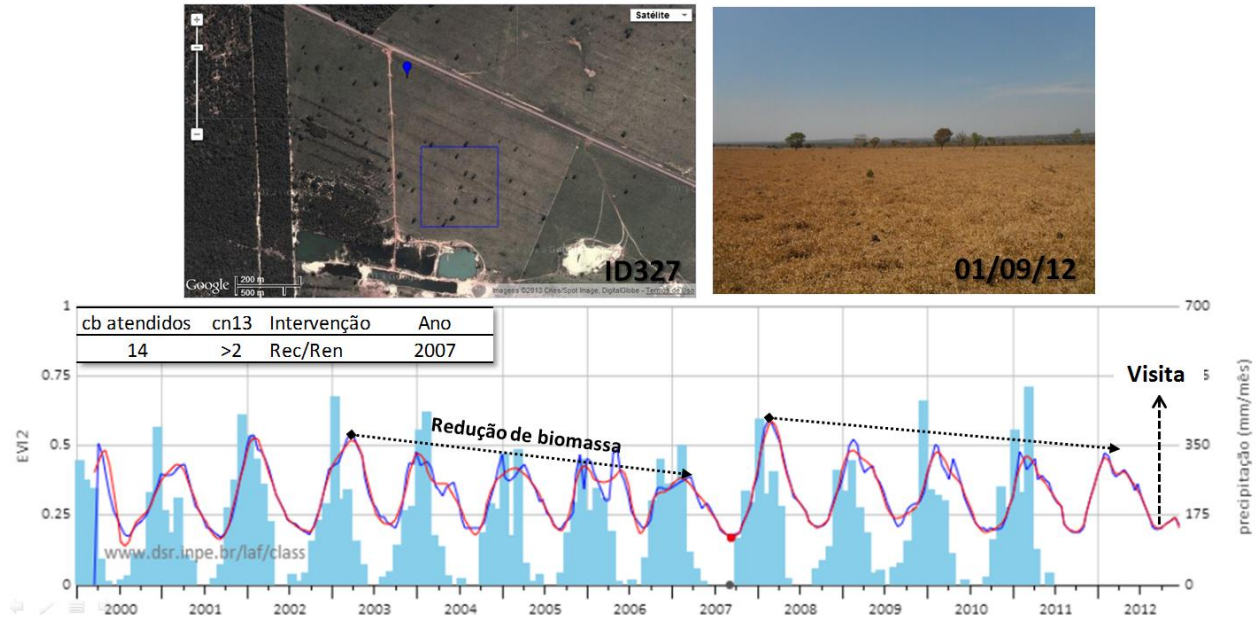 Satélite
Google
200 m
500 m
ID327
Imagens ©2013 Cnes/Spot Image, DigitalGlobe - Termos de Uso
01/09/12
cb atendidos cn13 Intervenção Ano
14 >2 Rec/Ren 2007
1
0.75
0.5
0.25
0
EVI2
700
5
350
175
0
precipitação (mm/mês)
Redução de biomassa
Visita
www.dsr.inpe.br/laf/class
2000 2001 2002 2003 2004 2005 2006 2007 2008 2009 2010 2011 2012